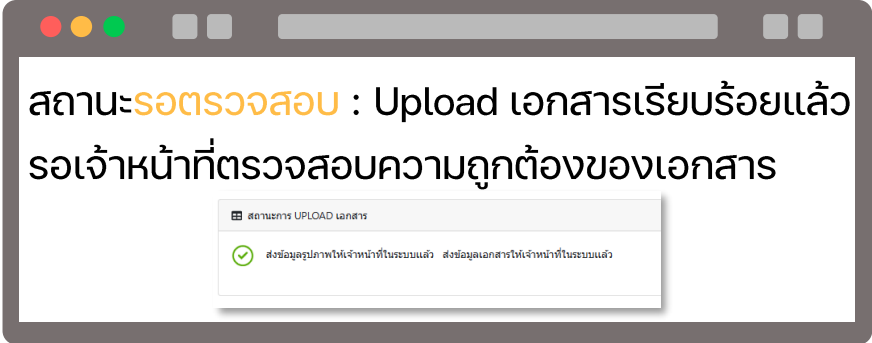 สถานะรอตรวจสอบ : Upload เอกสารเรียบร้อยแล้ว
รอเจ้าหน้าที่ตรวจสอบความถูกต้องของเอกสาร
สถานะการ UPLOAD เอกสาร
ส่งข้อมูลรูปภาพให้เจ้าหน้าที่ในระบบแล้ว ส่งข้อมูลเอกสารให้เจ้าหน้าที่ในระบบแล้ว